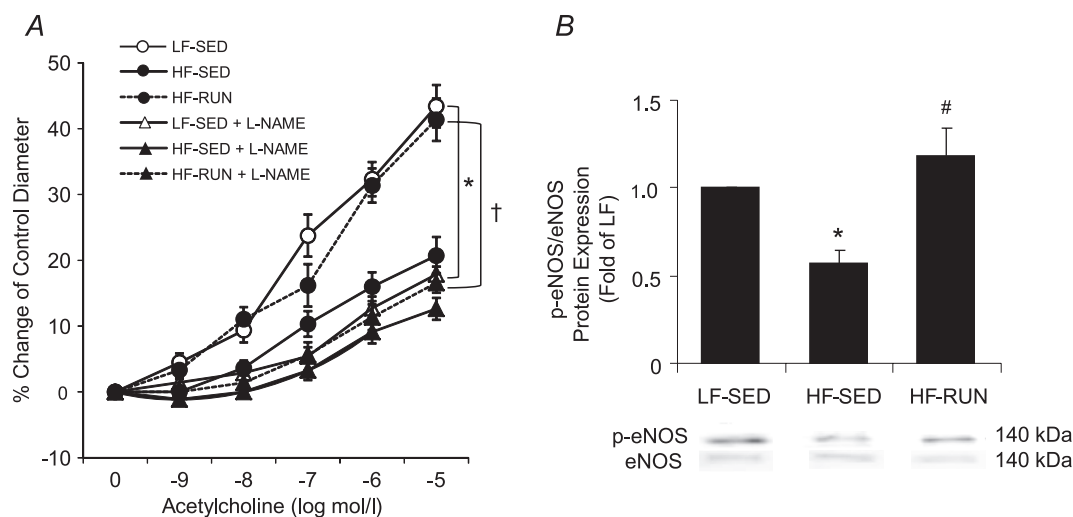 A
LF-SED
HF-SED
HF-RUN
LF-SED + L-NAME
HF-SED + L-NAME
HF-RUN + L-NAME
% Change of Control Diameter
50
40
30
20
10
0
-10
*
†
0 -9 -8 -7 -6 -5
Acetylcholine (log mol/l)
B
p-eNOS/eNOS
Protein Expression
(Fold of LF)
1.5
1.0
0.5
0
*
#
LF-SED HF-SED HF-RUN
p-eNOS 140 kDa
eNOS 140 kDa